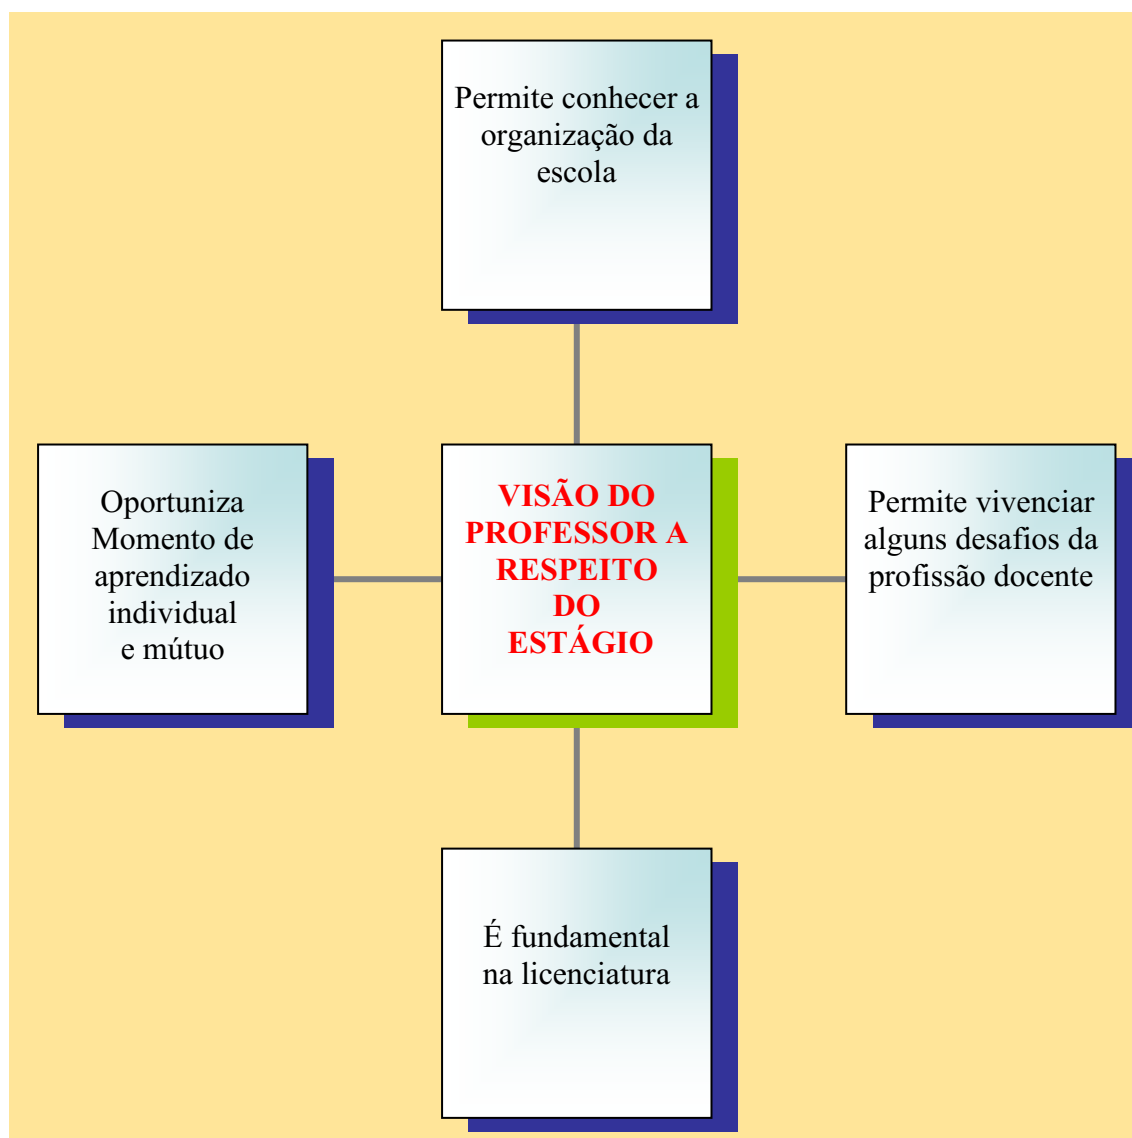 Permite conhecer a
organização da
escola
Oportuniza
Momento de
aprendizado
individual
e mútuo
VISÃO DO
PROFESSOR A
RESPEITO
DO
ESTÁGIO
Permite vivenciar
alguns desafios da
profissão docente
É fundamental
na licenciatura